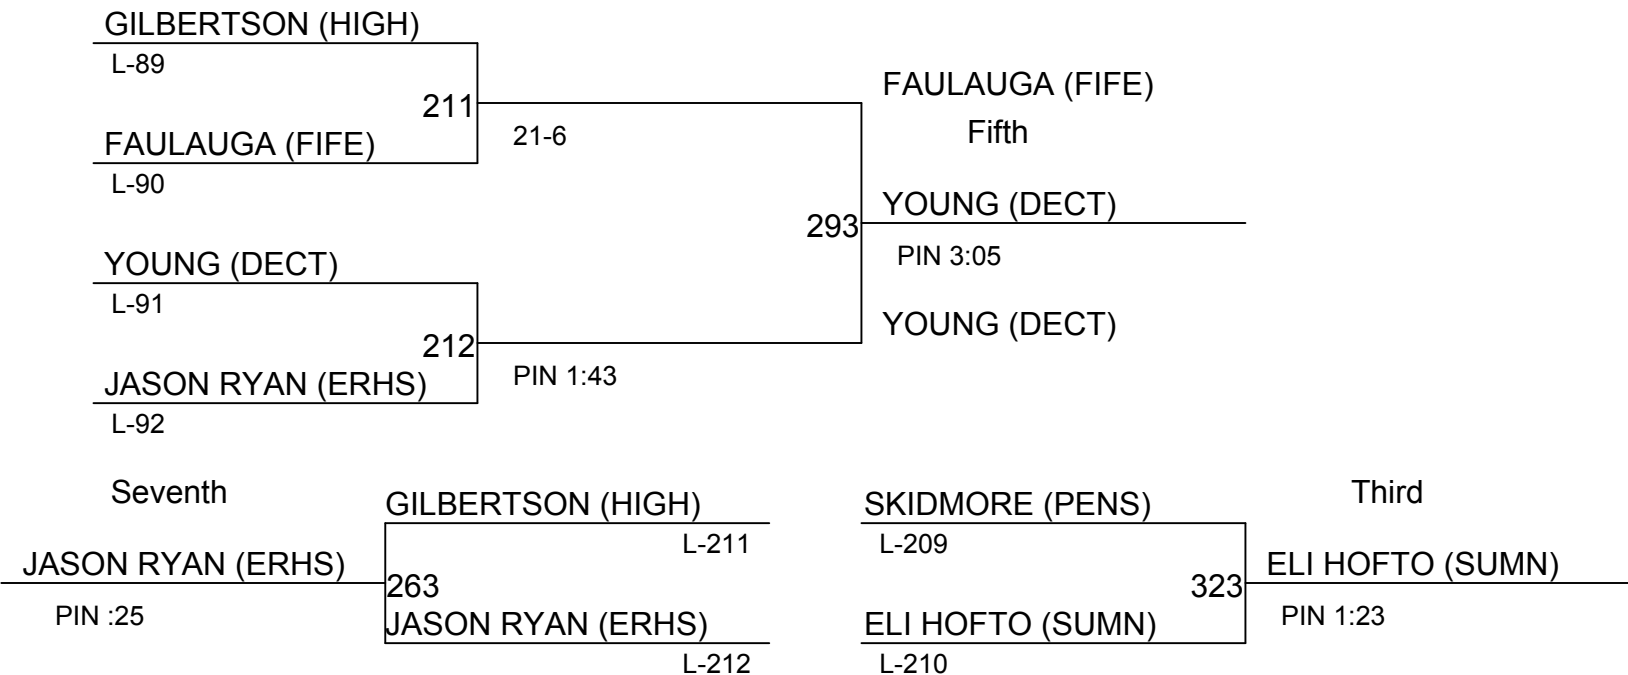 GILBERTSON (HIGH)
L-89
211
FAULAUGA (FIFE)
21-6
Fifth
FAULAUGA (FIFE)
L-90
293
YOUNG (DECT)
PIN 3:05
YOUNG (DECT)
L-91
212
YOUNG (DECT)
PIN 1:43
JASON RYAN (ERHS)
L-92
Seventh
GILBERTSON (HIGH)
L-211
JASON RYAN (ERHS)
263
PIN :25
JASON RYAN (ERHS)
L-212
SKIDMORE (PENS)
L-209
Third
323
ELI HOFTO (SUMN)
PIN 1:23
ELI HOFTO (SUMN)
L-210